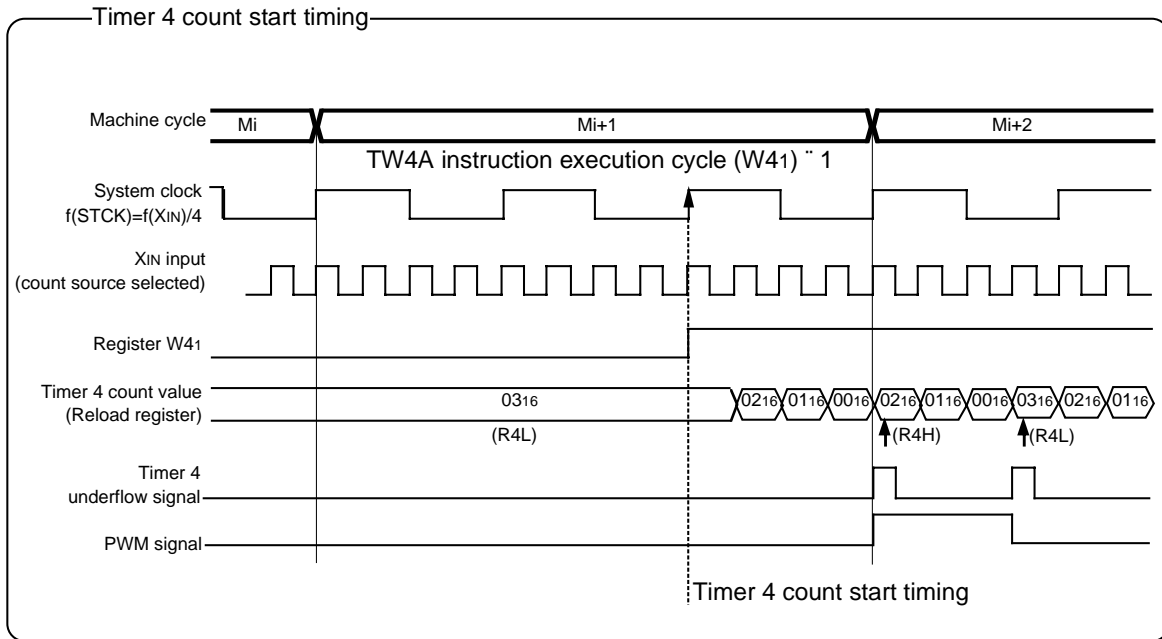 Timer 4 count start timing
Machine cycle
Mi
Mi+1
Mi+2
TW4A instruction execution cycle (W41) ¨ 1
System clock
f(STCK)=f(XIN)/4
XIN input
(count source selected)
Register W41
Timer 4 count value
(Reload register)
0316
0216
0116
0016
0216
0116
0016
0316
0216
0116
(R4L)
(R4H)
(R4L)
Timer 4
underflow signal
PWM signal
Timer 4 count start timing